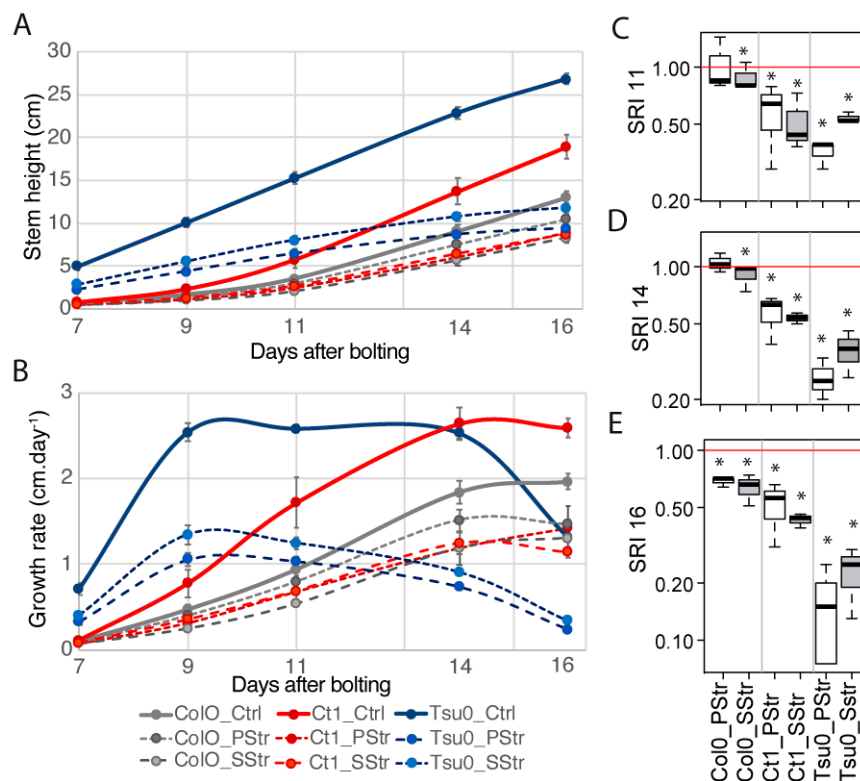 A
Stem height (cm)
30
25
20
15
10
5
0
7 9 11 14 16
Days after bolting
B
Growth rate (cm.day⁻¹)
3
2
1
0
7 9 11 14 16
Days after bolting
ColO_Ctrl Ct1_Ctrl Tsu0_Ctrl
ColO_PStr Ct1_PStr Tsu0_PStr
ColO_SStr Ct1_SStr Tsu0_SStr
C
SRI 11
1.00
0.50
0.20
* * * * *
D
SRI 14
1.00
0.50
0.20
* * * * *
E
SRI 16
1.00
0.50
0.20
0.10
* * * * * *
Col0_PStr
Col0_SStr
Ct1_PStr
Ct1_SStr
Tsu0_PStr
Tsu0_Sstr